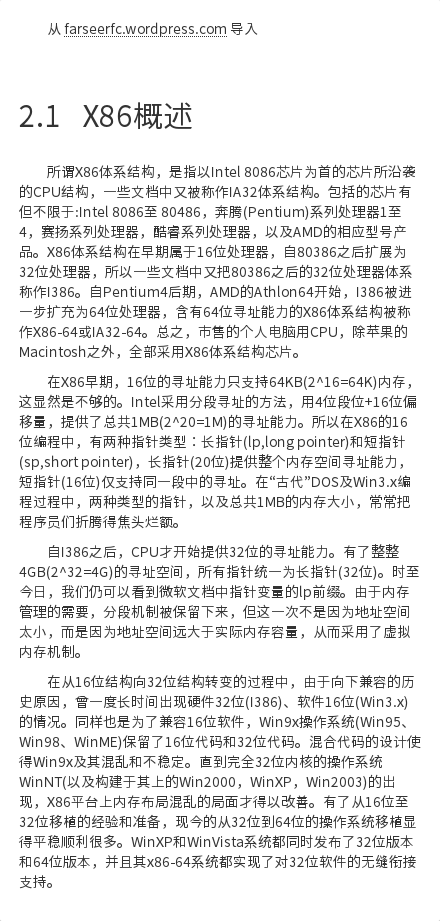 从 farseerfc.wordpress.com 导入
2.1 X86概述
所谓X86体系结构，是指以Intel 8086芯片为首的芯片所沿袭
的CPU结构，一些文档中又被称作IA32体系结构。包括的芯片有
但不限于:Intel 8086至 80486，奔腾(Pentium)系列处理器1至
4，赛扬系列处理器，酷睿系列处理器，以及AMD的相应型号产
品。X86体系结构在早期属于16位处理器，自80386之后扩展为
32位处理器，所以一些文档中又把80386之后的32位处理器体系
称作I386。自Pentium4后期，AMD的Athlon64开始，I386被进
一步扩充为64位处理器，含有64位寻址能力的X86体系结构被称
作X86-64或IA32-64。总之，市售的个人电脑用CPU，除苹果的
Macintosh之外，全部采用X86体系结构芯片。
在X86早期，16位的寻址能力只支持64KB(2^16=64K)内存，
这显然是不够的。Intel采用分段寻址的方法，用4位段位+16位偏
移量，提供了总共1MB(2^20=1M)的寻址能力。所以在X86的16
位编程中，有两种指针类型：长指针(lp,long pointer)和短指针
(sp,short pointer)，长指针(20位)提供整个内存空间寻址能力，
短指针(16位)仅支持同一段中的寻址。在“古代”DOS及Win3.x编
程过程中，两种类型的指针，以及总共1MB的内存大小，常常把
程序员们折腾得焦头烂额。
自I386之后，CPU才开始提供32位的寻址能力。有了整整
4GB(2^32=4G)的寻址空间，所有指针统一为长指针(32位)。时至
今日，我们仍可以看到微软文档中指针变量的lp前缀。由于内存
管理的需要，分段机制被保留下来，但这一次不是因为地址空间
太小，而是因为地址空间远大于实际内存容量，从而采用了虚拟
内存机制。
在从16位结构向32位结构转变的过程中，由于向下兼容的历
史原因，曾一度长时间出现硬件32位(I386)、软件16位(Win3.x)
的情况。同样也是为了兼容16位软件，Win9x操作系统(Win95、
Win98、WinME)保留了16位代码和32位代码。混合代码的设计使
得Win9x及其混乱和不稳定。直到完全32位内核的操作系统
WinNT(以及构建于其上的Win2000，WinXP，Win2003)的出
现，X86平台上内存布局混乱的局面才得以改善。有了从16位至
32位移植的经验和准备，现今的从32位到64位的操作系统移植显
得平稳顺利很多。WinXP和WinVista系统都同时发布了32位版本
和64位版本，并且其x86-64系统都实现了对32位软件的无缝衔接
支持。